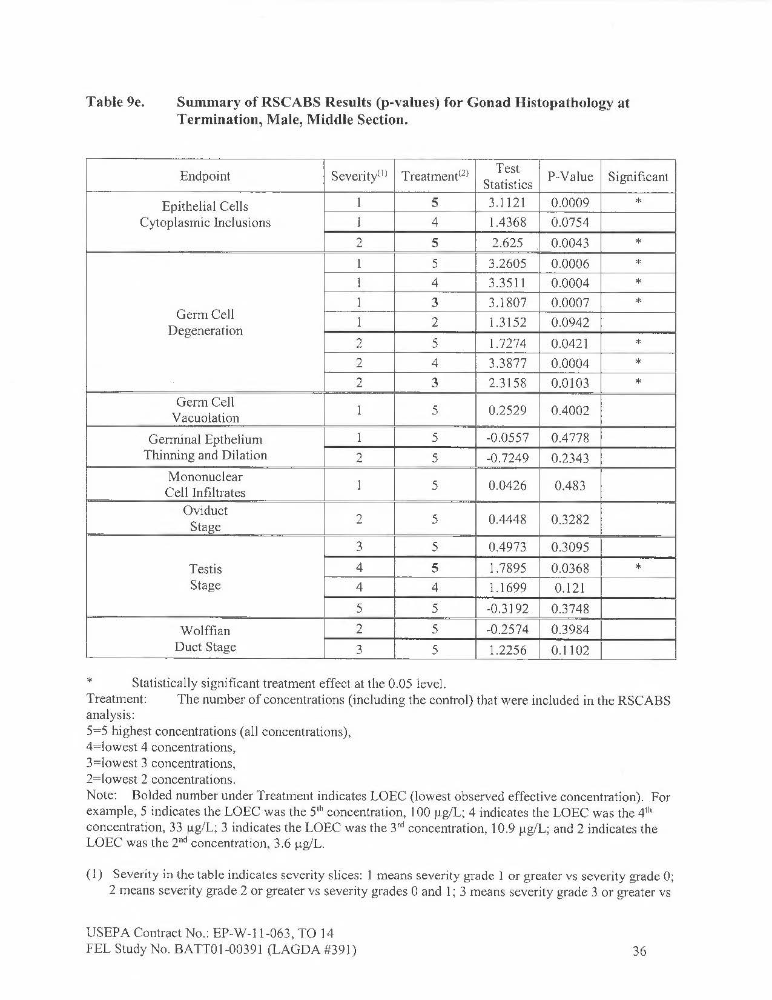 Table 9e. Summary of RSCABS Results (p-values) for Gonad Histopathology at
Termination, Male, Middle Section.
Endpoint Severity(1) Treatment(2) Test Statistics P-Value Significant
Epithelial Cells Cytoplasmic Inclusions 1 5 3.1121 0.0009 *
1 4 1.4368 0.0754
2 5 2.625 0.0043 *
Germ Cell Degeneration 1 5 3.2605 0.0006 *
1 4 3.3511 0.0004 *
1 3 3.1807 0.0007 *
1 2 1.3152 0.0942
2 5 1.7274 0.0421 *
2 4 3.3877 0.0004 *
2 3 2.3158 0.0103 *
Germ Cell Vacuolation 1 5 0.2529 0.4002
Germinal Epthelium Thinning and Dilation 1 5 -0.0557 0.4778
2 5 -0.7249 0.2343
Mononuclear Cell Infiltrates 1 5 0.0426 0.483
Oviduct Stage 2 5 0.4448 0.3282
Testis Stage 3 5 0.4973 0.3095
4 5 1.7895 0.0368 *
4 4 1.1699 0.121
5 5 -0.3192 0.3748
Wolffian Duct Stage 2 5 -0.2574 0.3984
3 5 1.2256 0.1102
* Statistically significant treatment effect at the 0.05 level.
Treatment: The number of concentrations (including the control) that were included in the RSCABS
analysis:
5=5 highest concentrations (all concentrations),
4=lowest 4 concentrations,
3=lowest 3 concentrations,
2=lowest 2 concentrations.
Note: Bolded number under Treatment indicates LOEC (lowest observed effective concentration). For
example, 5 indicates the LOEC was the 5th concentration, 100 µg/L; 4 indicates the LOEC was the 4th
concentration, 33 µg/L; 3 indicates the LOEC was the 3rd concentration, 10.9 µg/L; and 2 indicates the
LOEC was the 2nd concentration, 3.6 µg/L.
(1) Severity in the table indicates severity slices: 1 means severity grade 1 or greater vs severity grade 0;
2 means severity grade 2 or greater vs severity grades 0 and 1; 3 means severity grade 3 or greater vs
USEPA Contract No.: EP-W-11-063, TO 14
FEL Study No. BATT01-00391 (LAGDA #391)
36